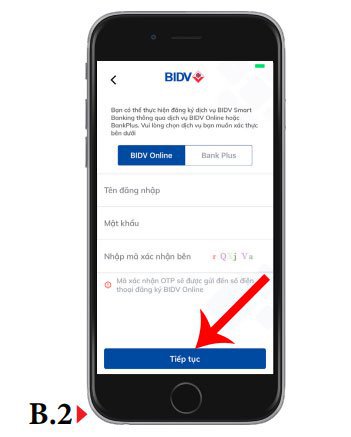 BIDV
Bạn có thể thực hiện đăng ký dịch vụ BIDV Smart
Banking thông qua dịch vụ BIDV Online hoặc
BankPlus. Vui lòng chọn dịch vụ bạn muốn xác thực
bên dưới
BIDV Online Bank Plus
Tên đăng nhập
Mật khẩu
Nhập mã xác nhận bên
Mã xác nhận OTP sẽ được gửi đến số điện
thoại đăng ký BIDV Online
Tiếp tục
B.2